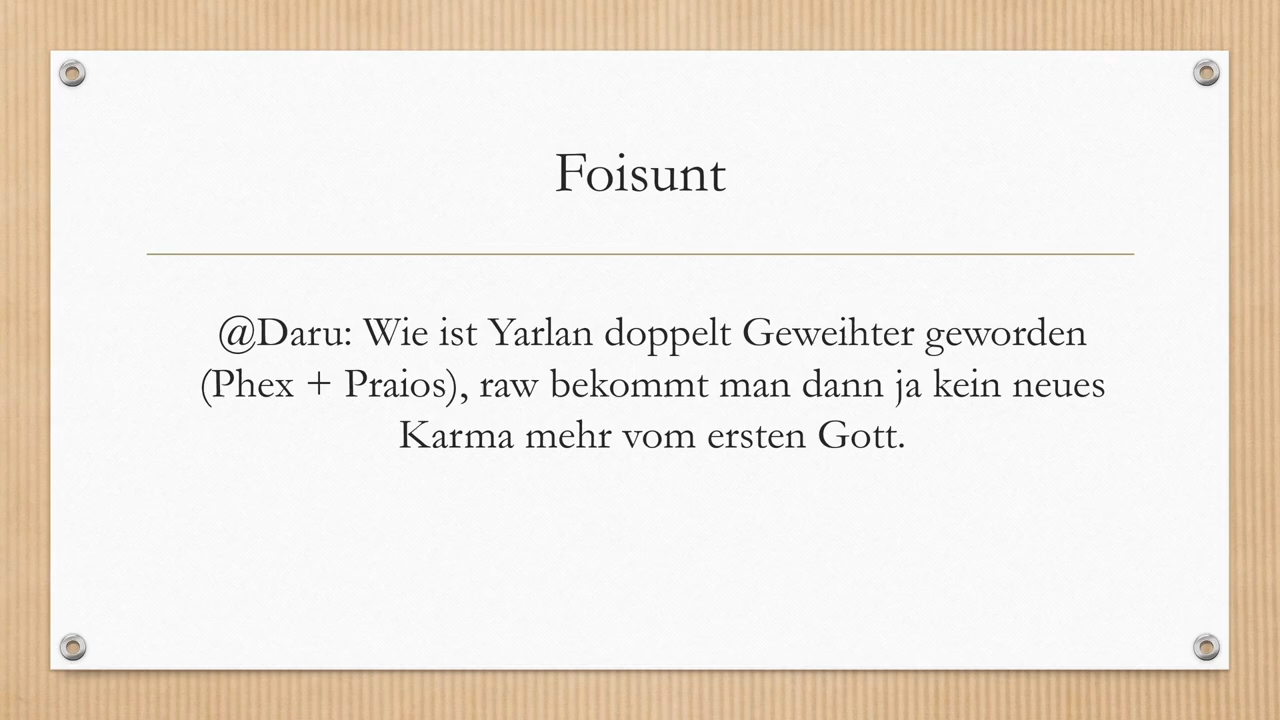 Foisunt
@Daru: Wie ist Yarlan doppelt Geweihter geworden
(Phex + Praios), raw bekommt man dann ja kein neues
Karma mehr vom ersten Gott.